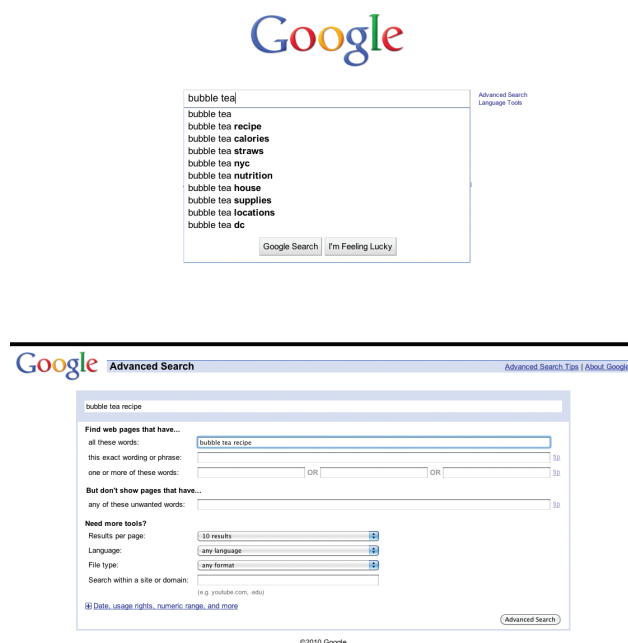 Google
bubble tea
Advanced Search
Language Tools
bubble tea
bubble tea recipe
bubble tea calories
bubble tea straws
bubble tea nyc
bubble tea nutrition
bubble tea house
bubble tea supplies
bubble tea locations
bubble tea dc
Google Search I'm Feeling Lucky
Google Advanced Search Advanced Search Tips | About Google
bubble tea recipe
Find web pages that have...
all these words: bubble tea recipe
this exact wording or phrase: tip
one or more of these words: OR OR tip
But don't show pages that have...
any of these unwanted words: tip
Need more tools?
Results per page: 10 results
Language: any language
File type: any format
Search within a site or domain:
(e.g. youtube.com, .edu)
Date, usage rights, numeric range, and more
Advanced Search
©2010 Google